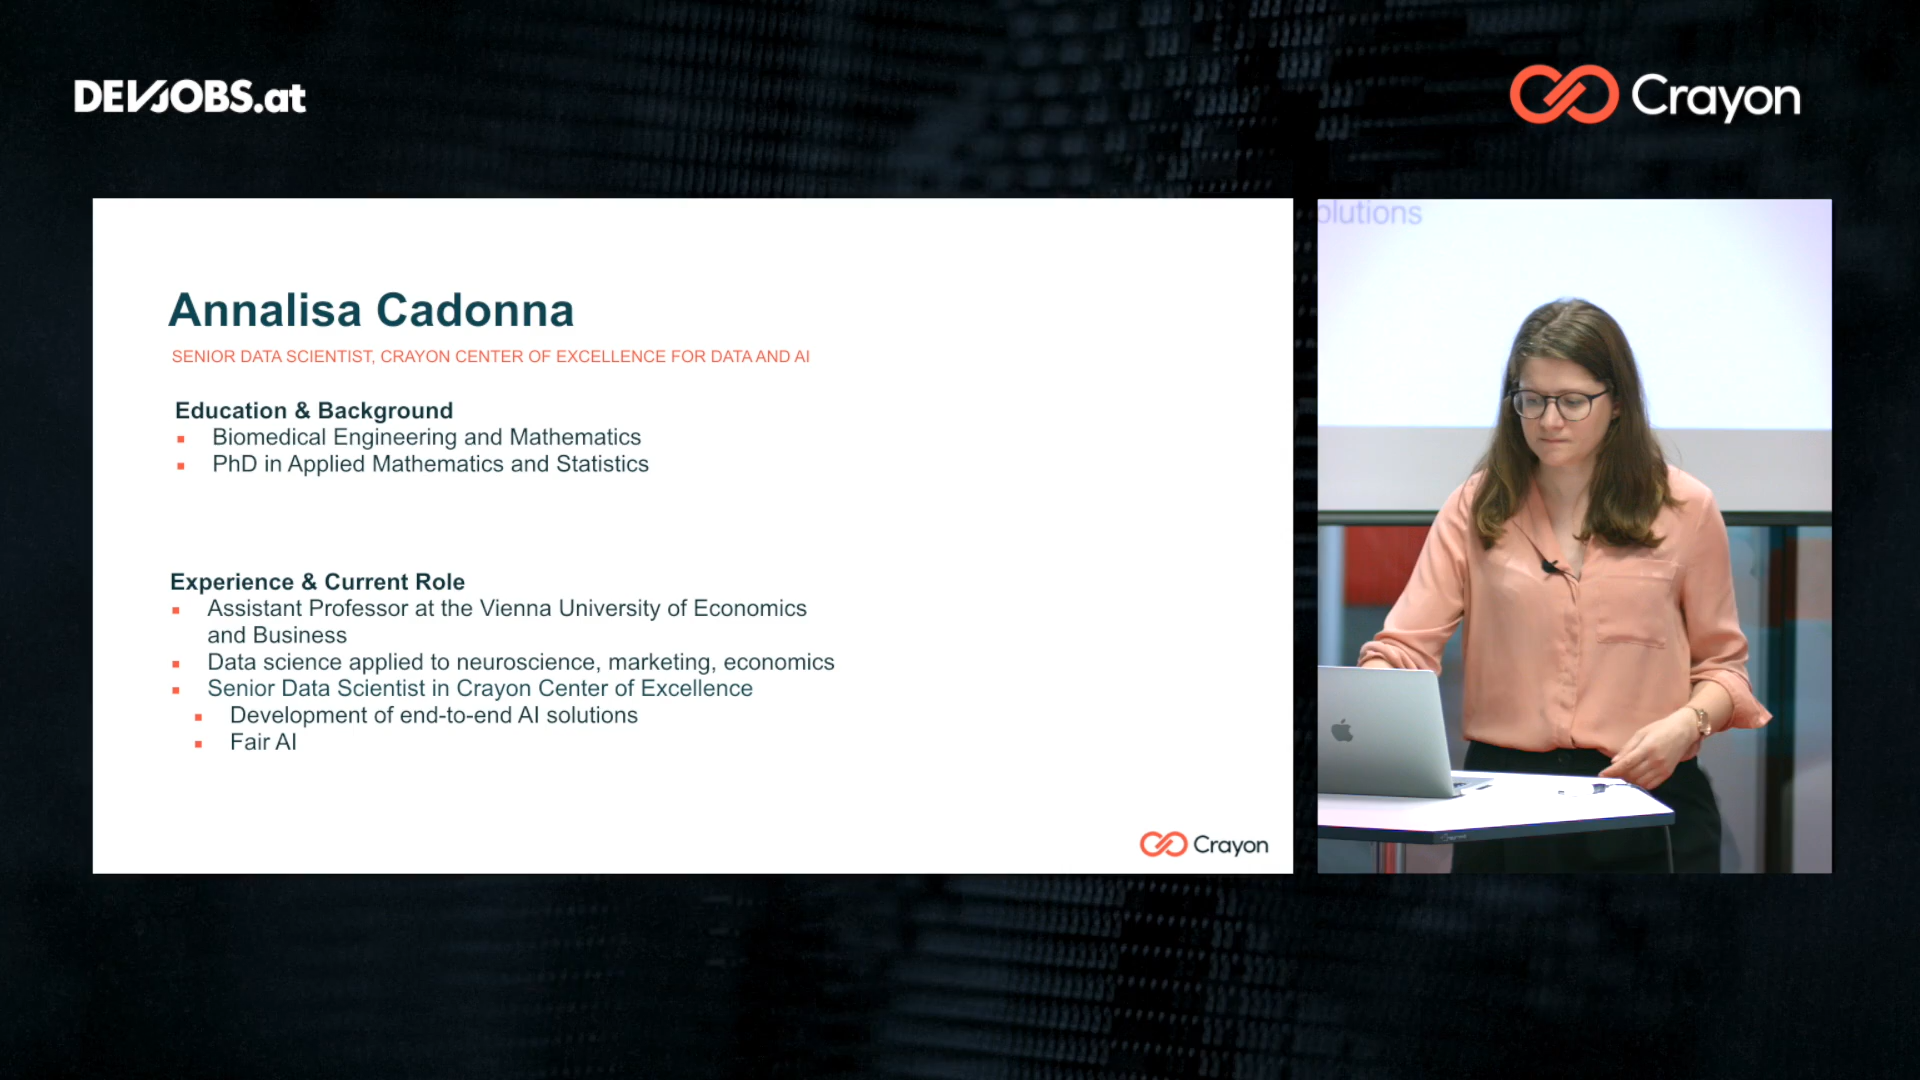 DEVJOBS.at
Crayon
olutions
Annalisa Cadonna
SENIOR DATA SCIENTIST, CRAYON CENTER OF EXCELLENCE FOR DATA AND AI
Education & Background
Biomedical Engineering and Mathematics
PhD in Applied Mathematics and Statistics
Experience & Current Role
Assistant Professor at the Vienna University of Economics
and Business
Data science applied to neuroscience, marketing, economics
Senior Data Scientist in Crayon Center of Excellence
Development of end-to-end AI solutions
Fair AI
Crayon